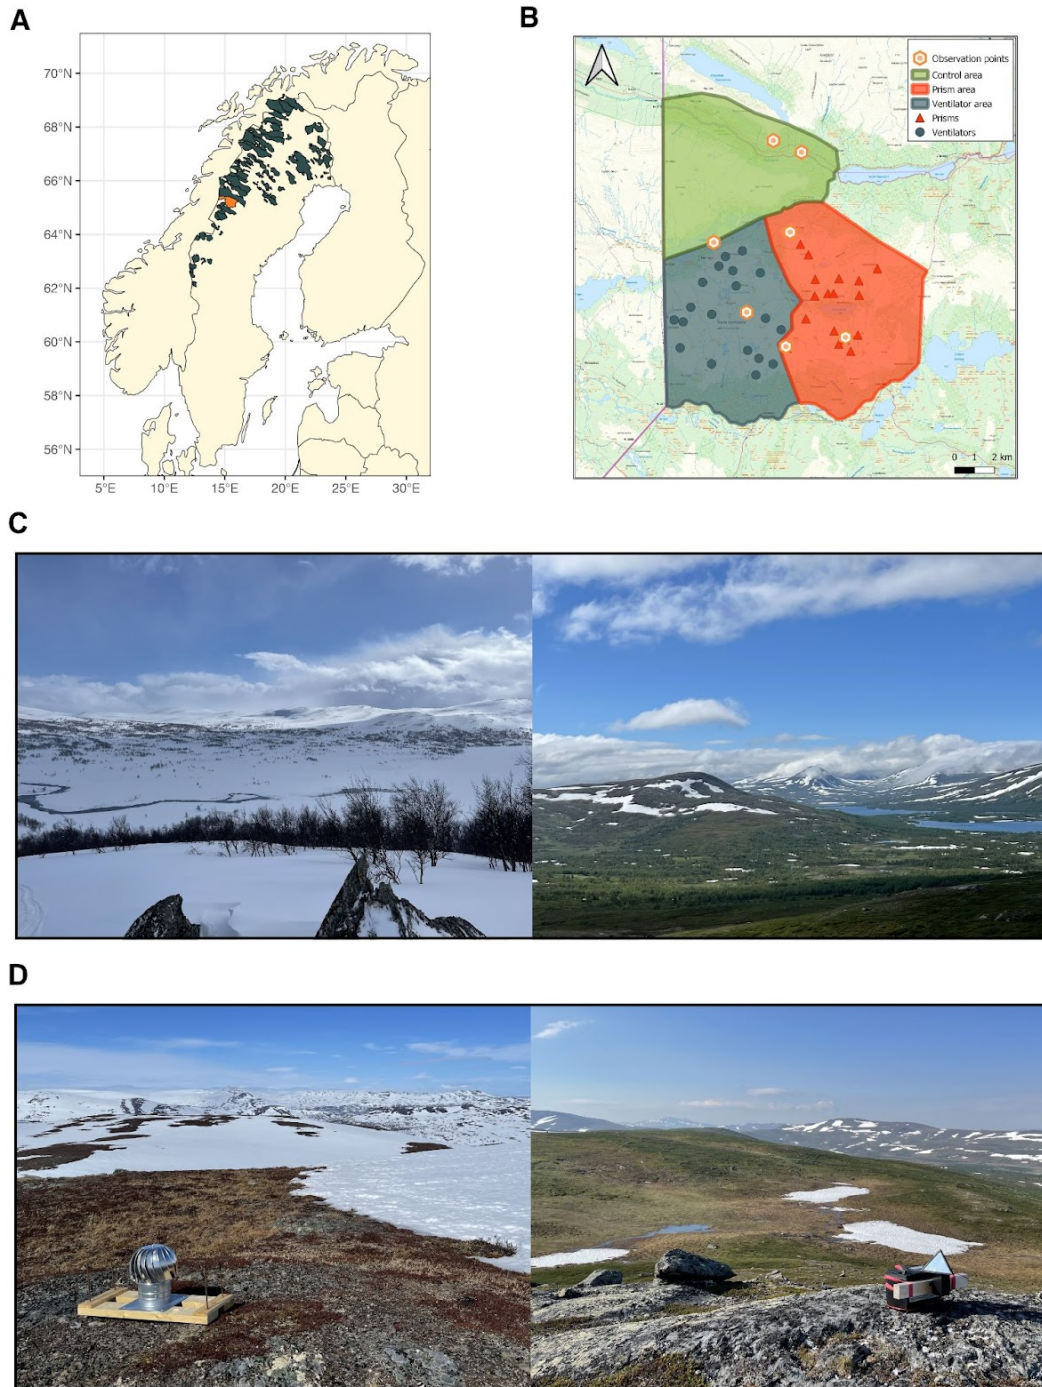 A
70°N
68°N
66°N
64°N
62°N
60°N
58°N
56°N
5°E 10°E 15°E 20°E 25°E 30°E
B
Observation points
Control area
Prism area
Ventilator area
Prisms
Ventilators
0 1 2 km
C
D